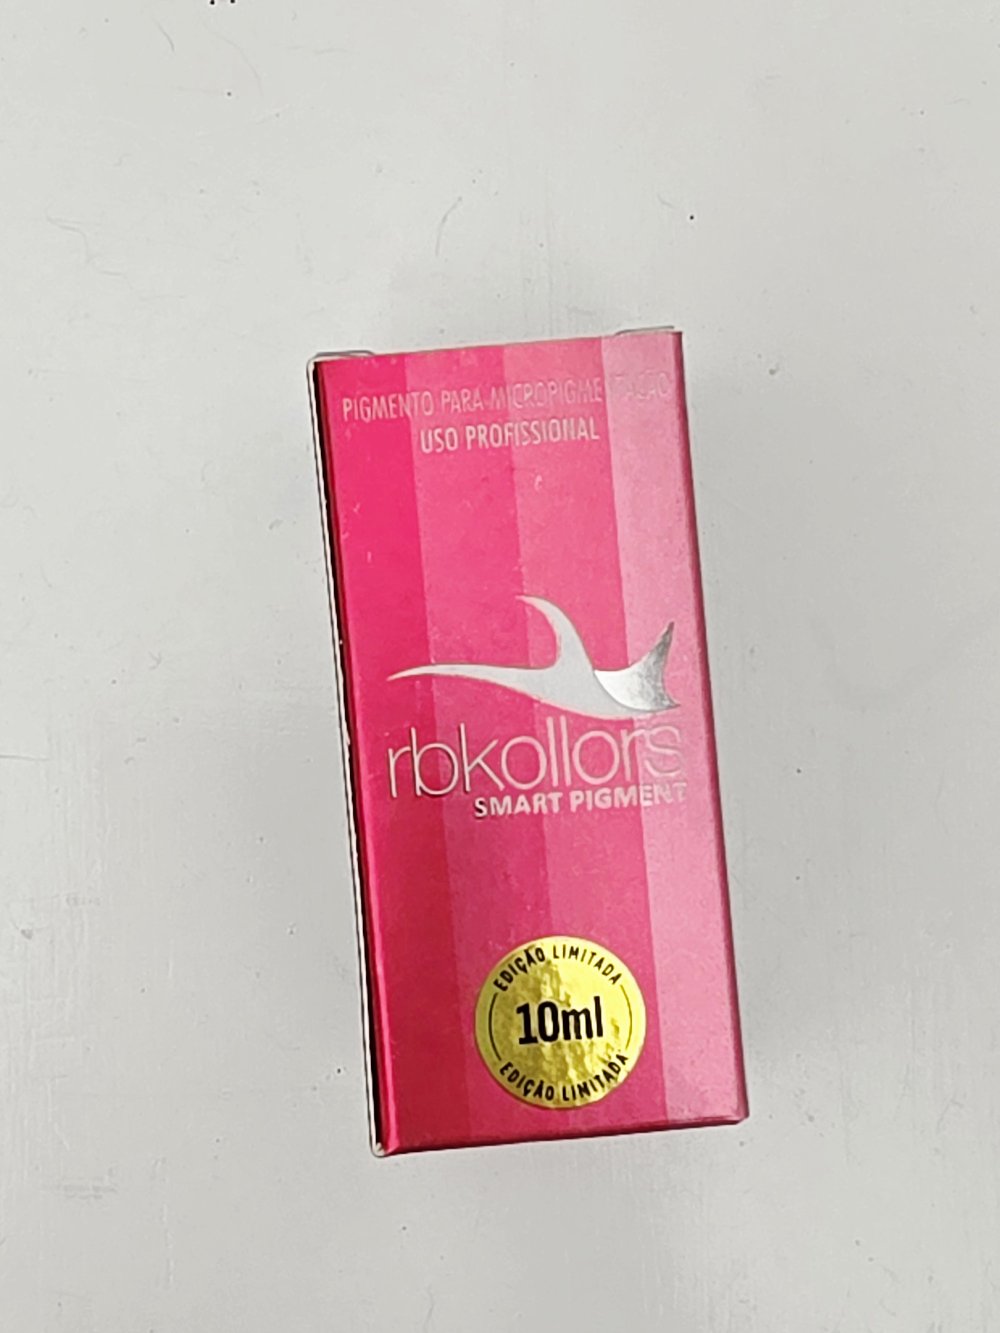 PIGMENTO PARA MICROPIGMENTAÇÃO
USO PROFISSIONAL
rbkollors
SMART PIGMENT
EDIÇÃO LIMITADA
10ml
EDIÇÃO LIMITADA